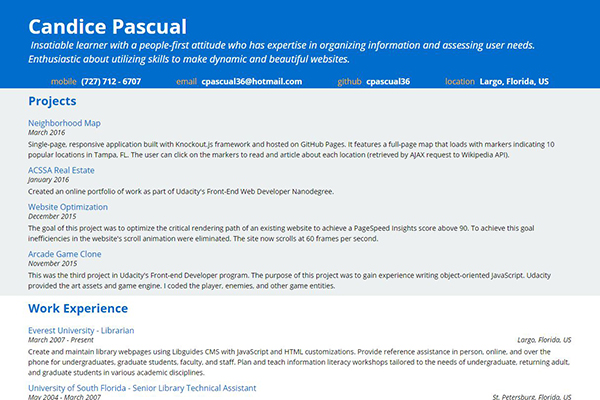 Candice Pascual
Insatiable learner with a people-first attitude who has expertise in organizing information and assessing user needs.
Enthusiastic about utilizing skills to make dynamic and beautiful websites.
mobile (727) 712 - 6707 email cpascual36@hotmail.com github cpascual36 location Largo, Florida, US
Projects
Neighborhood Map
March 2016
Single-page, responsive application built with Knockout.js framework and hosted on GitHub Pages. It features a full-page map that loads with markers indicating 10
popular locations in Tampa, FL. The user can click on the markers to read and article about each location (retrieved by AJAX request to Wikipedia API).
ACSSA Real Estate
January 2016
Created an online portfolio of work as part of Udacity's Front-End Web Developer Nanodegree.
Website Optimization
December 2015
The goal of this project was to optimize the critical rendering path of an existing website to achieve a PageSpeed Insights score above 90. To achieve this goal
inefficiencies in the website's scroll animation were eliminated. The site now scrolls at 60 frames per second.
Arcade Game Clone
November 2015
This was the third project in Udacity's Front-end Developer program. The purpose of this project was to gain experience writing object-oriented JavaScript. Udacity
provided the art assets and game engine. I coded the player, enemies, and other game entities.
Work Experience
Everest University - Librarian
March 2007 - Present Largo, Florida, US
Create and maintain library webpages using Libguides CMS with JavaScript and HTML customizations. Provide reference assistance in person, online, and over the
phone for undergraduates, graduate students, faculty, and staff. Plan and teach information literacy workshops tailored to the needs of undergraduate, returning adult,
and graduate students in various academic disciplines.
University of South Florida - Senior Library Technical Assistant
May 2004 - March 2007 St. Petersburg, Florida, US